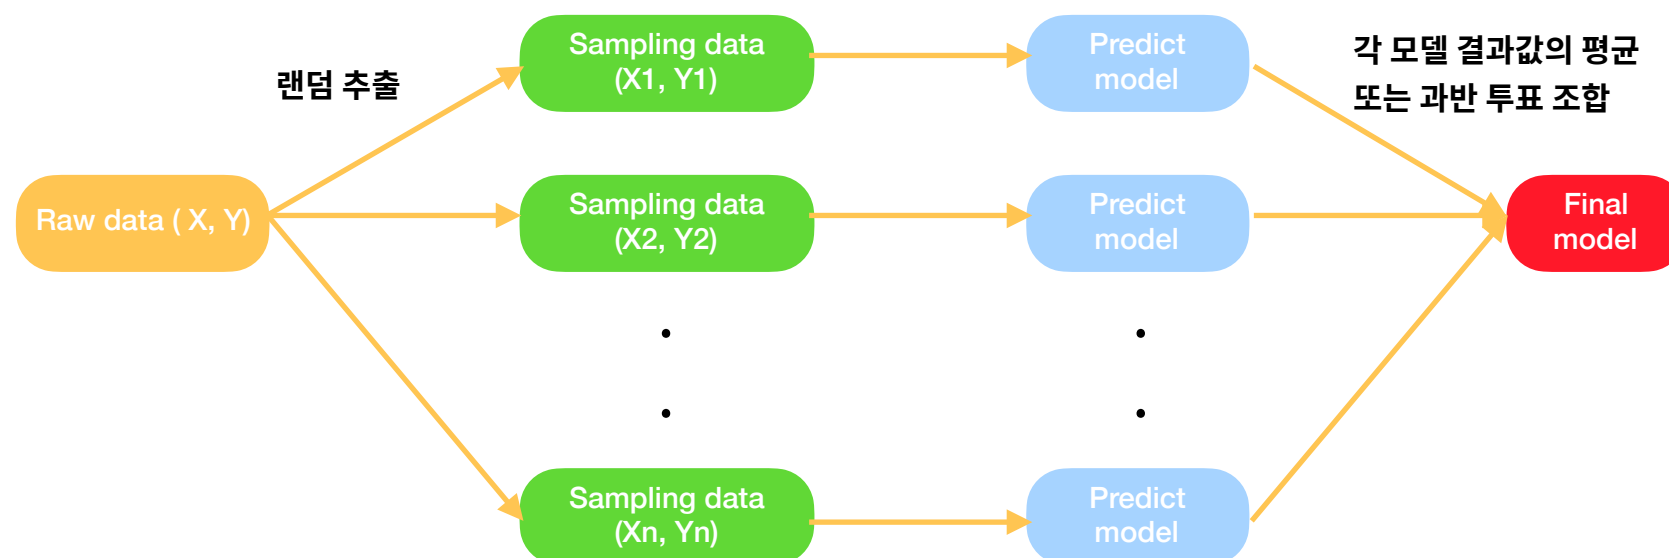 랜덤 추출
Sampling data
(X1, Y1)
Predict
model
각 모델 결과값의 평균
또는 과반 투표 조합
Raw data ( X, Y)
Sampling data
(X2, Y2)
Predict
model
Final
model
Sampling data
(Xn, Yn)
Predict
model